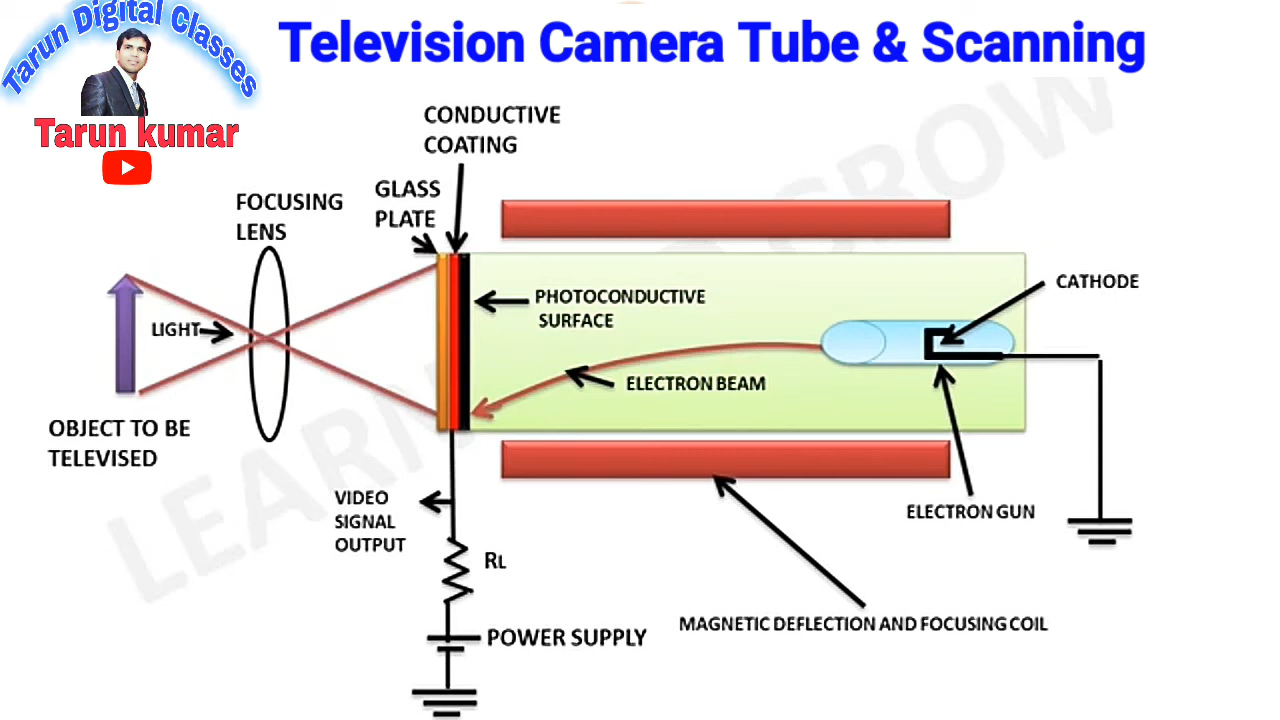 Tarun Digital Classes
Tarun kumar
Television Camera Tube & Scanning
CONDUCTIVE
COATING
GLASS
PLATE
FOCUSING
LENS
LIGHT
OBJECT TO BE
TELEVISED
PHOTOCONDUCTIVE
SURFACE
ELECTRON BEAM
CATHODE
ELECTRON GUN
VIDEO
SIGNAL
OUTPUT
RL
POWER SUPPLY
MAGNETIC DEFLECTION AND FOCUSING COIL
LEARN
GROW